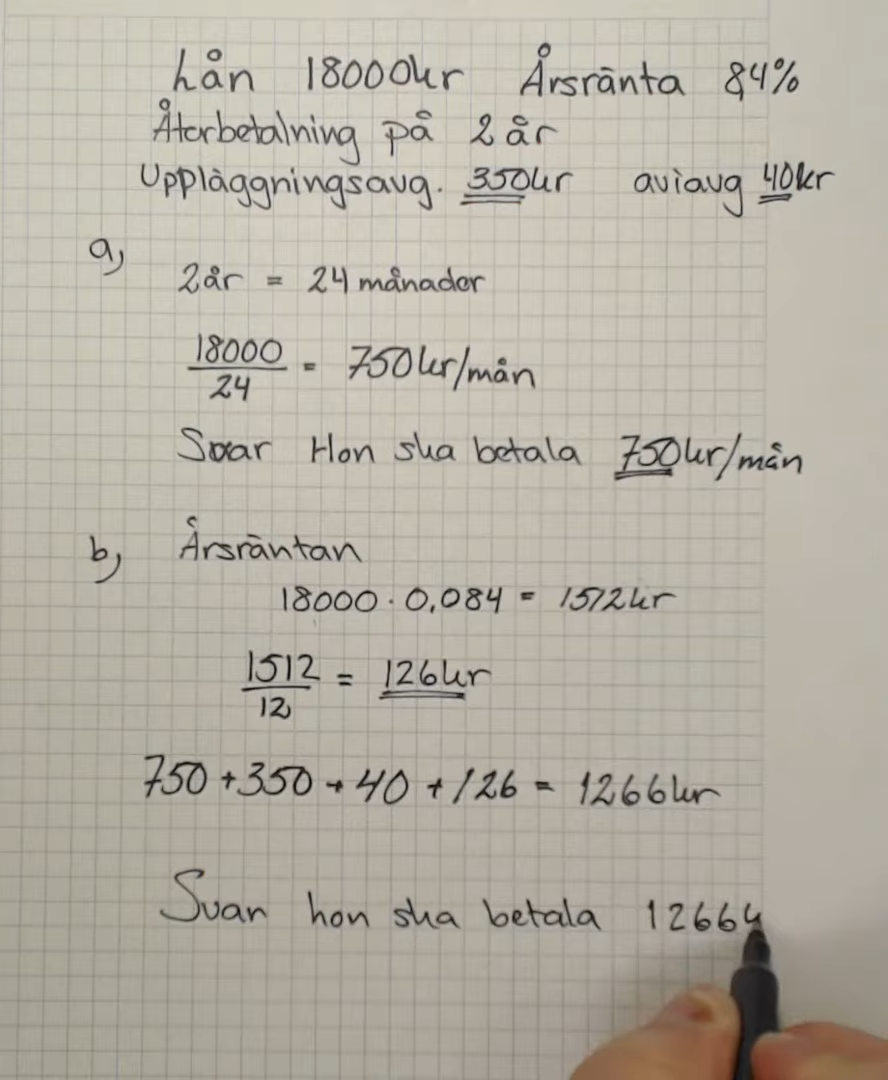 Lån 18000kr Årsränta 8,4%
Återbetalning på 2 år
Uppläggningsavg. 350kr aviavg 40kr
a)
2år = 24 månader
18000/24 = 750kr/mån
Svar Hon ska betala 750kr/mån
b) Årsräntan
18000 · 0,084 = 1512kr
1512/12 = 126kr
750 + 350 + 40 + 126 = 1266kr
Svar hon ska betala 1266k